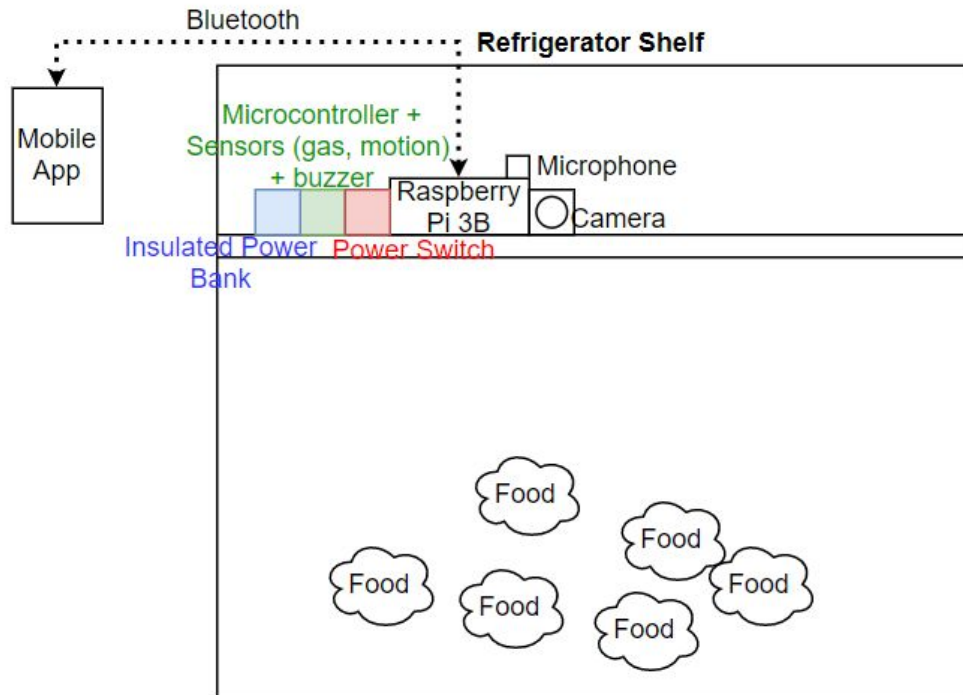 Bluetooth
Refrigerator Shelf
Mobile
App
Microcontroller +
Sensors (gas, motion)
+ buzzer
Microphone
Raspberry
Pi 3B
Camera
Insulated Power
Bank
Power Switch
Food
Food
Food
Food
Food
Food